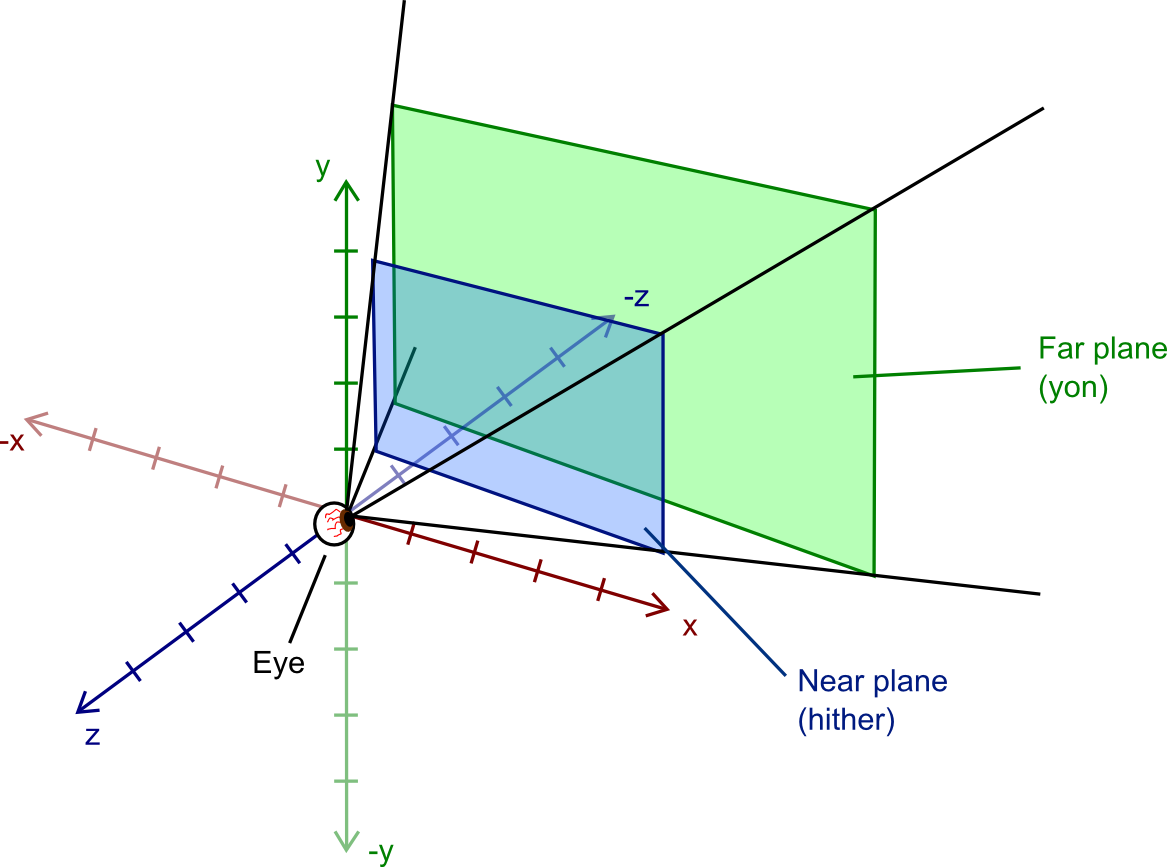 y
-z
Far plane
(yon)
-x
x
Eye
Near plane
(hither)
z
-y